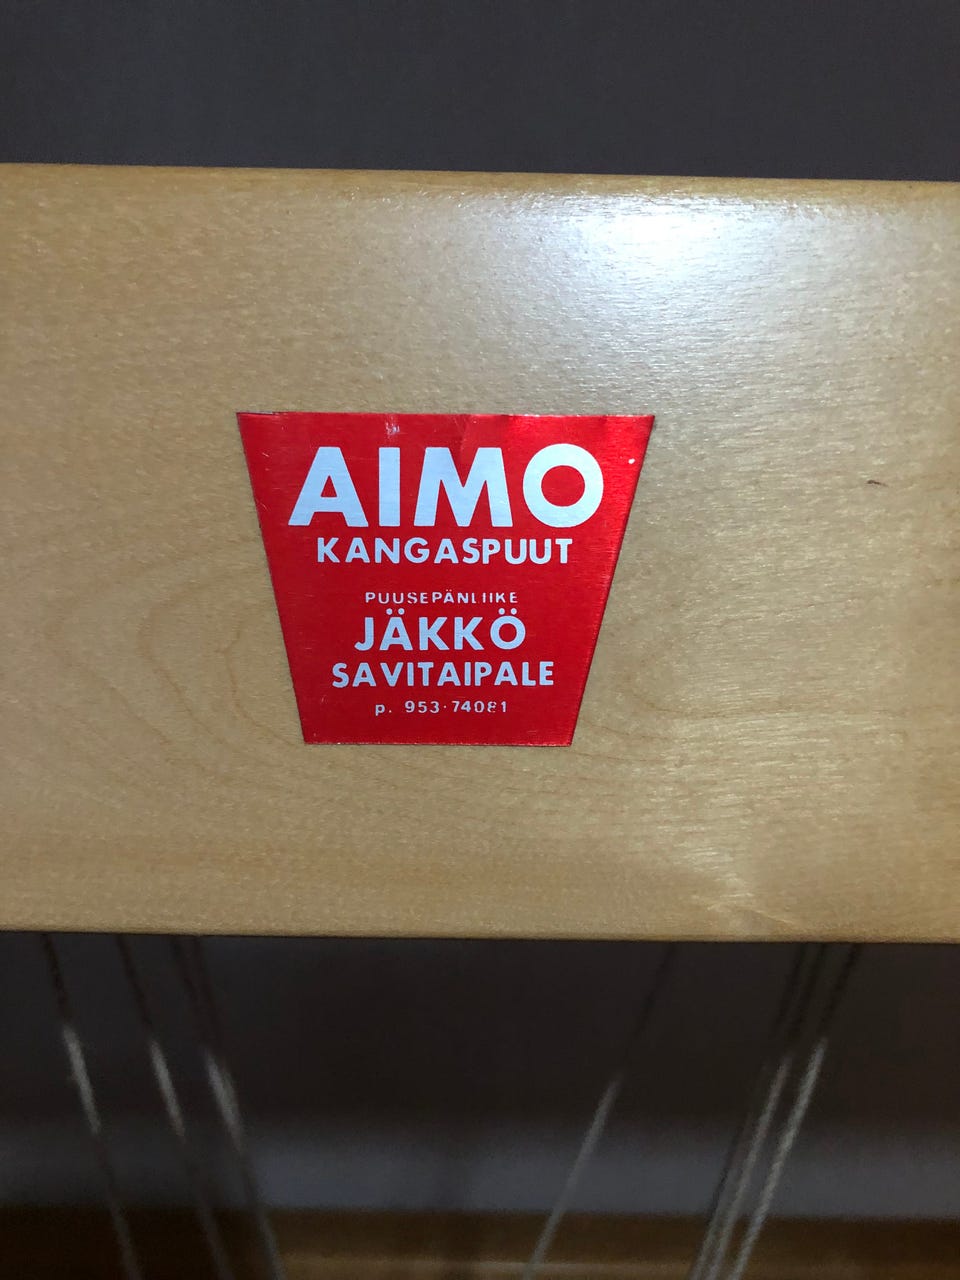 AIMO
KANGASPUUT
PUUSEPÄNLIIKE
JÄKKÖ
SAVITAIPALE
p. 953·74081